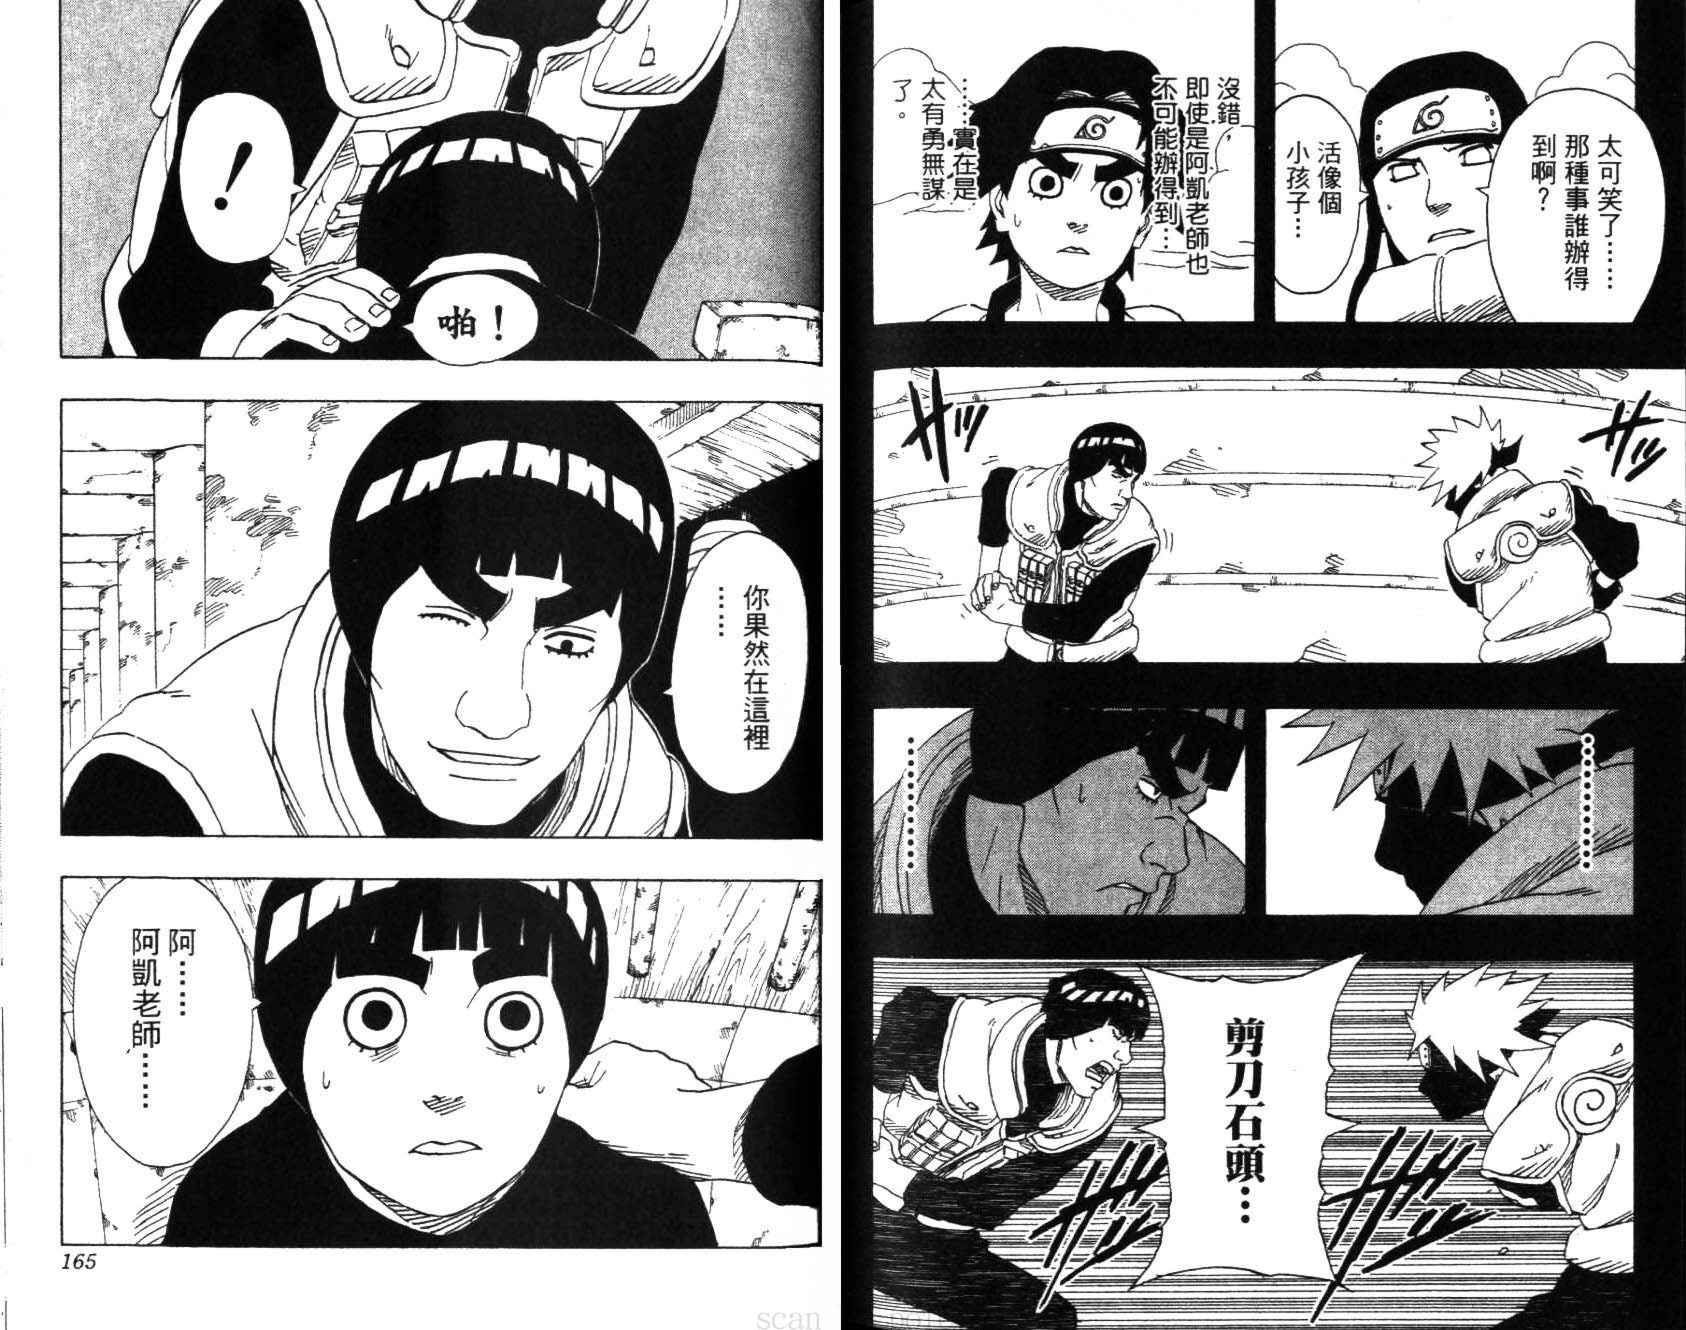 太可笑了……
那種事誰辦得
到啊?
活像個
小孩子…
沒錯,
即使是阿凱老師也
不可能辦得到…
……實在是
太有勇無謀
了。
ザッ
ザッ
…………
…………
剪刀石頭…
ザザッ
ザザッ
!
啪!
你果然在這裡
……
阿……
阿凱老師……
165
scan